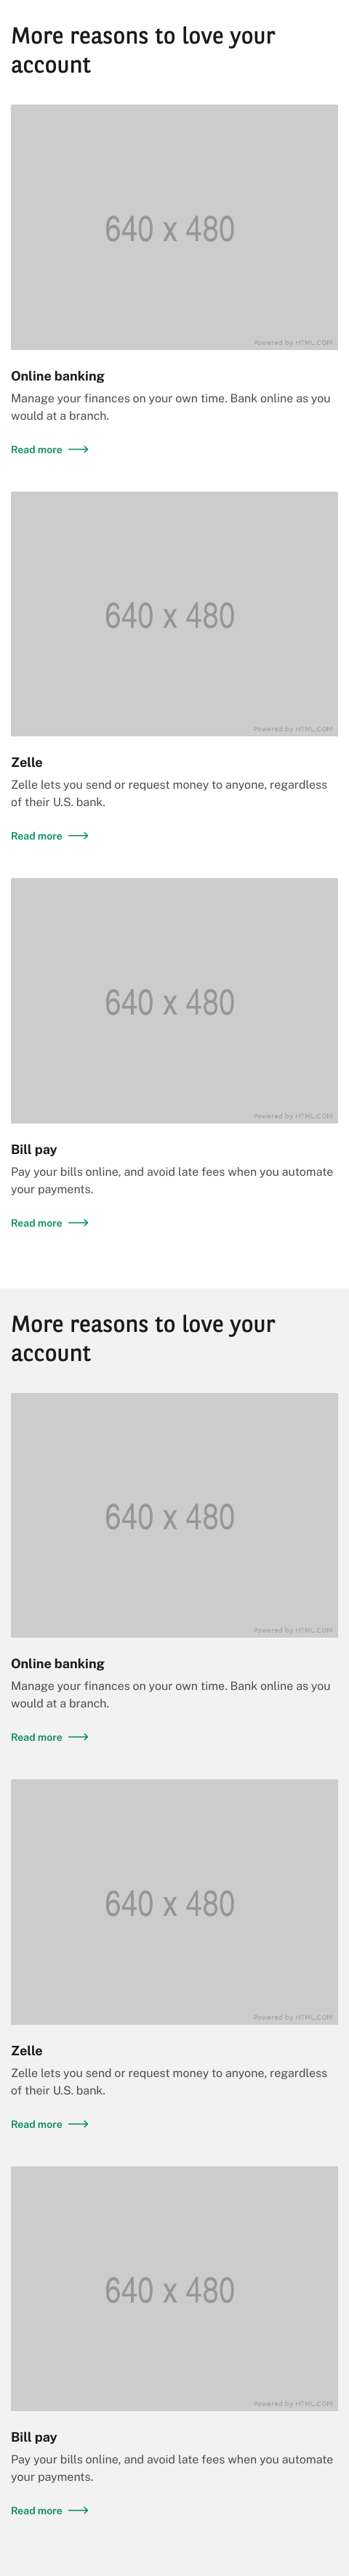 More reasons to love your
account
640 x 480
Powered by HTML.COM
Online banking
Manage your finances on your own time. Bank online as you
would at a branch.
Read more
640 x 480
Powered by HTML.COM
Zelle
Zelle lets you send or request money to anyone, regardless
of their U.S. bank.
Read more
640 x 480
Powered by HTML.COM
Bill pay
Pay your bills online, and avoid late fees when you automate
your payments.
Read more
More reasons to love your
account
640 x 480
Powered by HTML.COM
Online banking
Manage your finances on your own time. Bank online as you
would at a branch.
Read more
640 x 480
Powered by HTML.COM
Zelle
Zelle lets you send or request money to anyone, regardless
of their U.S. bank.
Read more
640 x 480
Powered by HTML.COM
Bill pay
Pay your bills online, and avoid late fees when you automate
your payments.
Read more